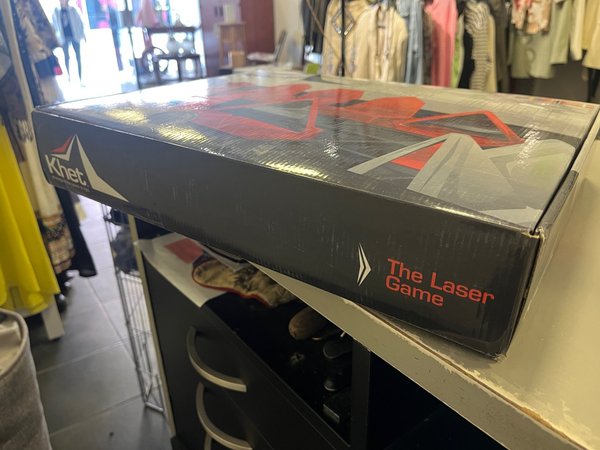 Khet.
The Laser
Game